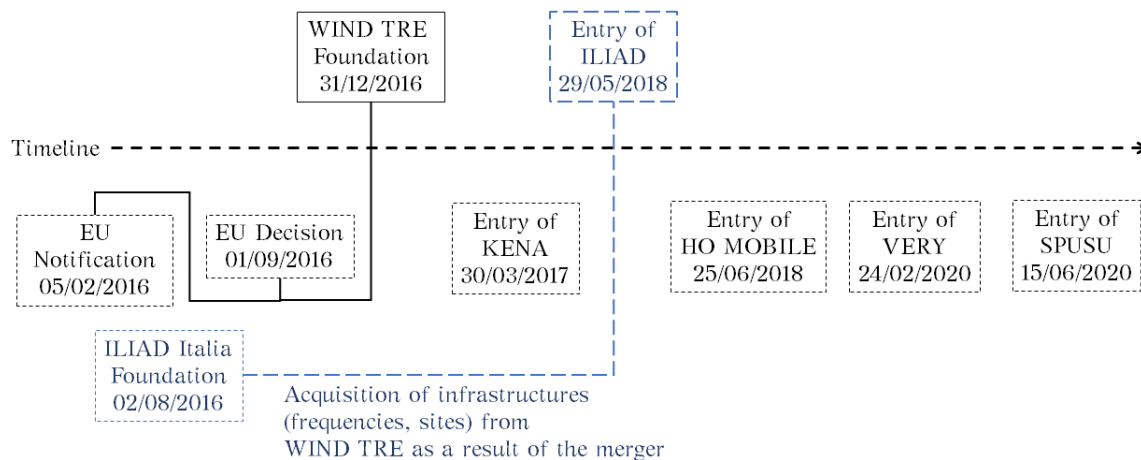 WIND TRE
Foundation
31/12/2016
Entry of
ILIAD
29/05/2018
Timeline
EU
Notification
05/02/2016
EU Decision
01/09/2016
Entry of
KENA
30/03/2017
Entry of
HO MOBILE
25/06/2018
Entry of
VERY
24/02/2020
Entry of
SPUSU
15/06/2020
ILIAD Italia
Foundation
02/08/2016
Acquisition of infrastructures
(frequencies, sites) from
WIND TRE as a result of the merger